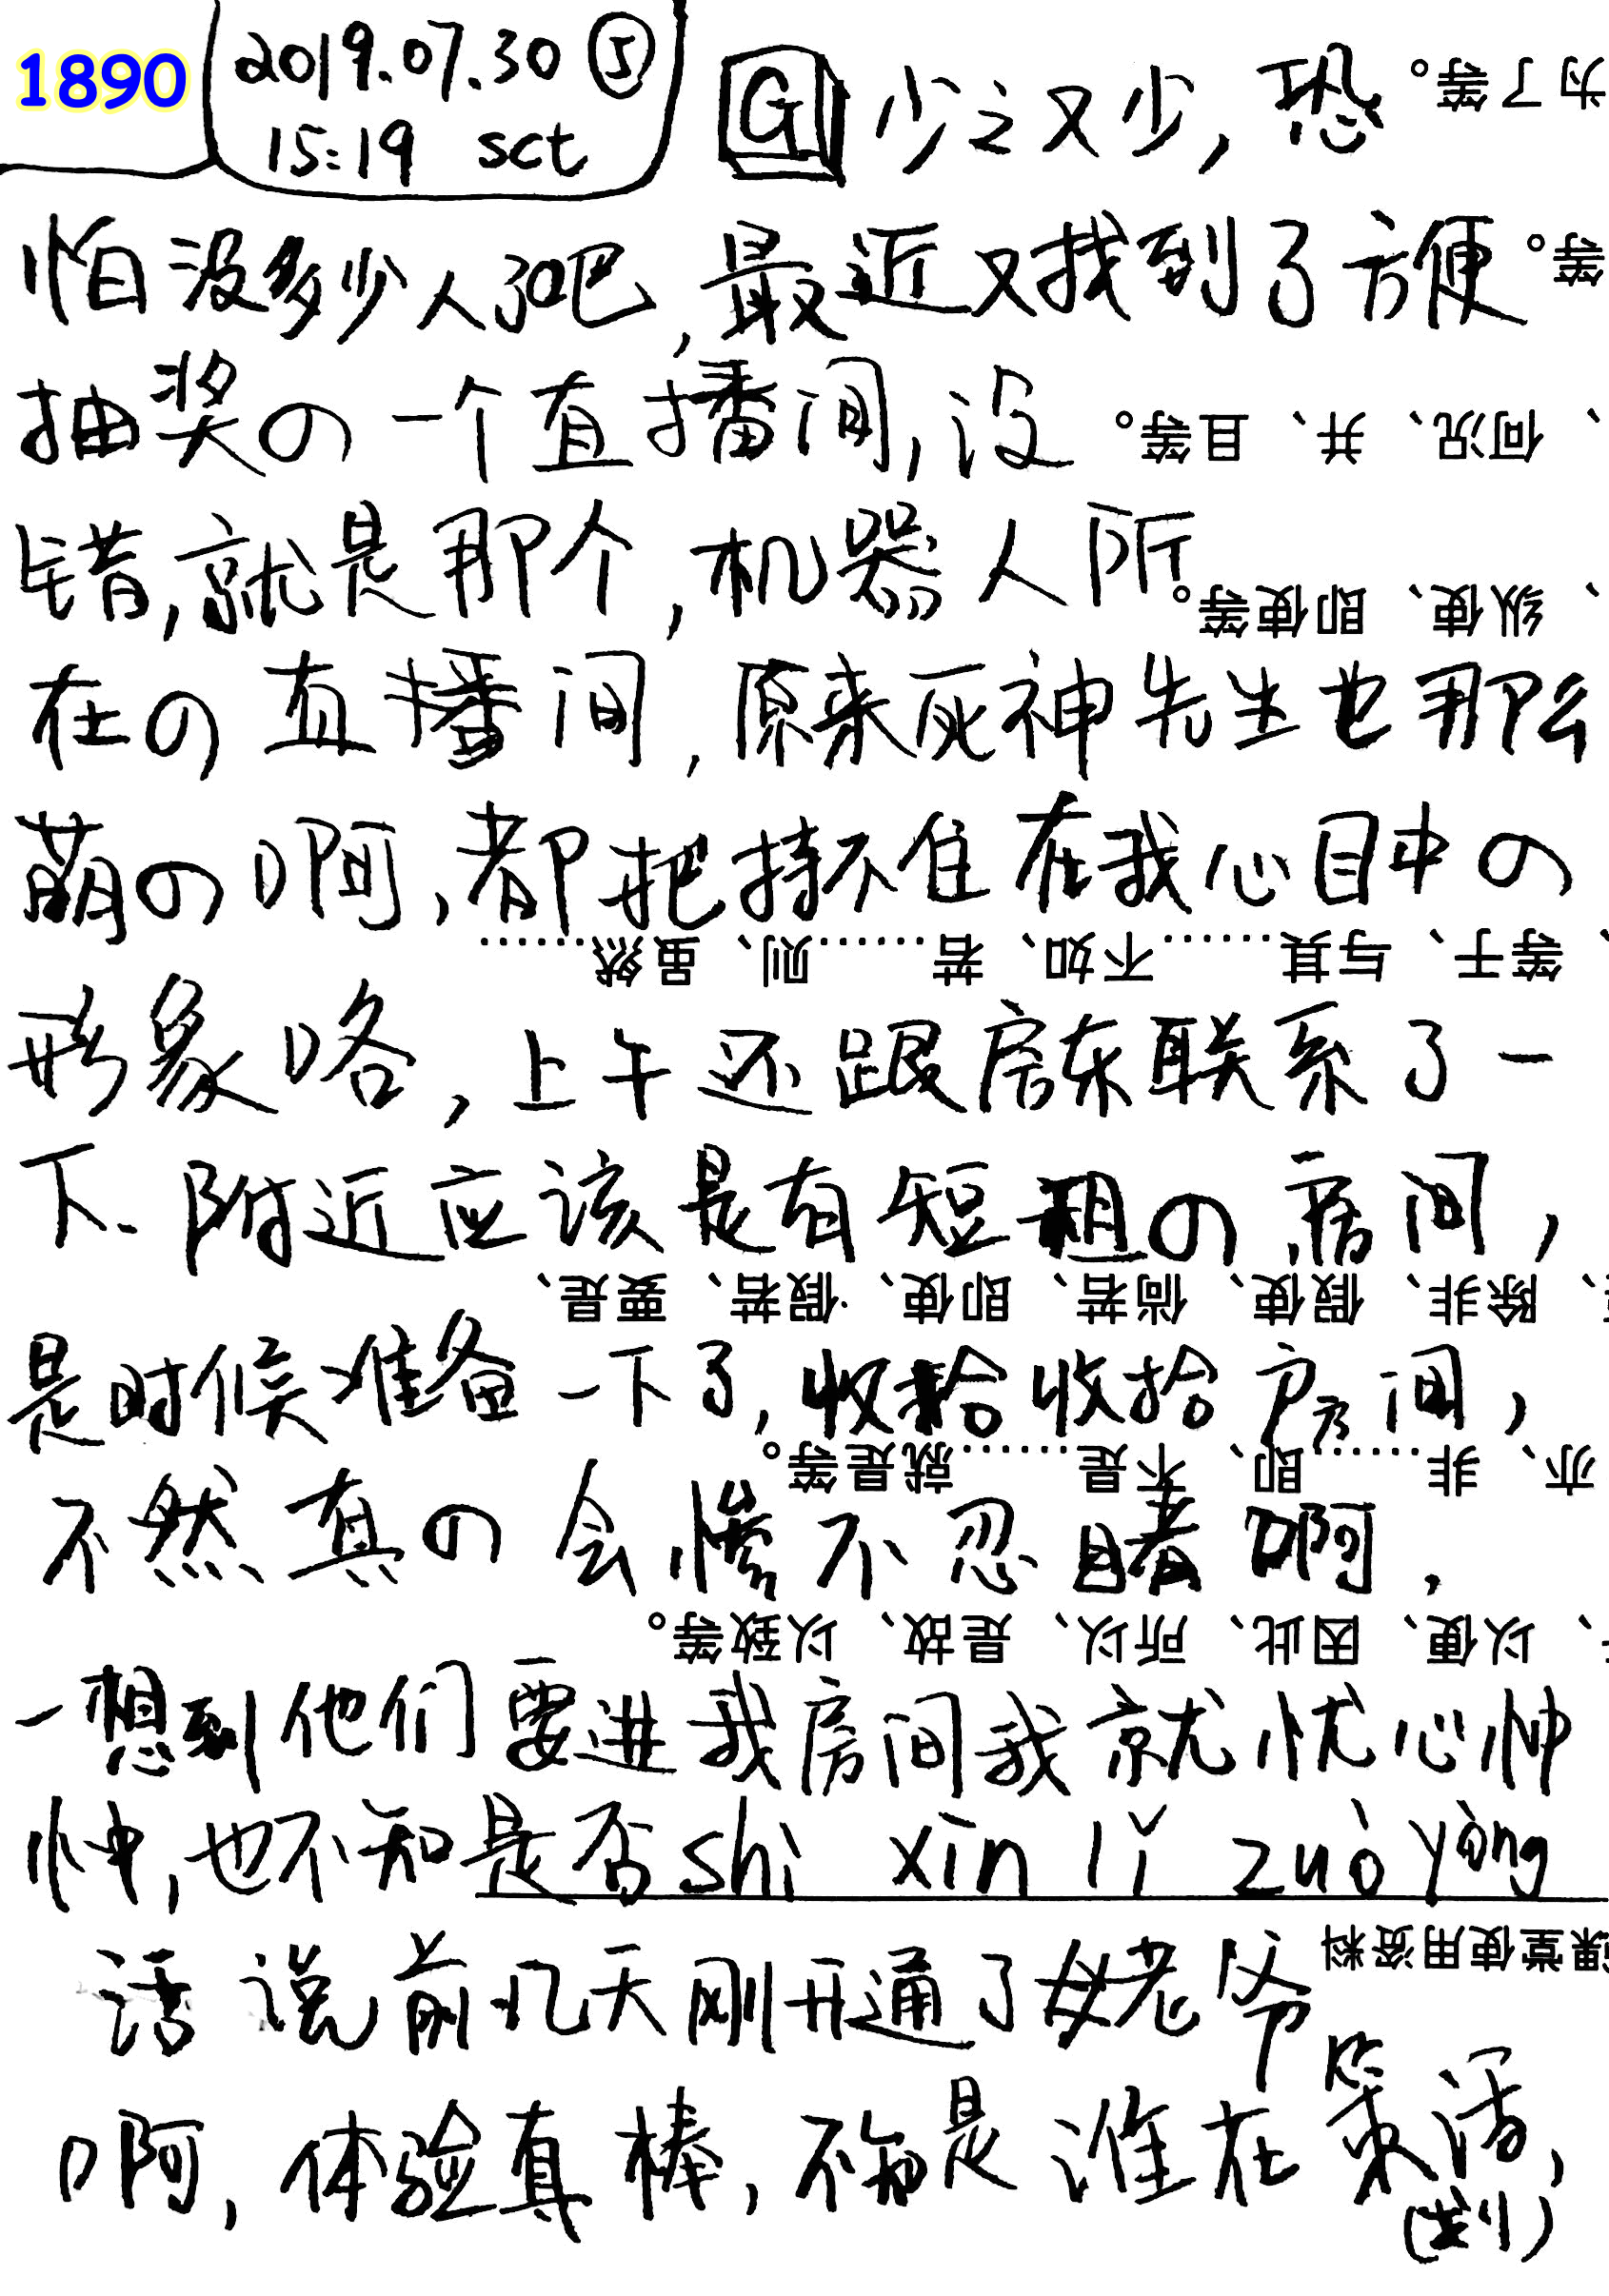 1890
2019.07.30 ⑤
15:19 sct
G 少之又少,恐
怕没多少人了吧,最近又找到了方便
抽奖の一个直播间,没
错,就是那个,机器人所
在の直播间,原来死神先生也那么
萌の啊,都把持不住在我心目中の
形象咯,上午还跟房东联系了一
下、附近应该是有短租の房间,
是时候准备一下了,收拾收拾房间,
不然真の会惨不忍睹啊,
一想到他们要进我房间我就忧心忡
忡,也不知是否shì xīn lǐ zuò yòng
话说前几天刚开通了女老爷
啊,体验真棒,不知是谁在策活,
(划)
为了等。
等。
、何况、并、且等。
、纵使、即使等。
、等于、与其……不如、若……则、虽然……
、除非、假使、倘若、即使、假若、要是、
亦、非……即、不是……就是等。
、以便、因此、所以、是故、以致等。
课堂使用资料